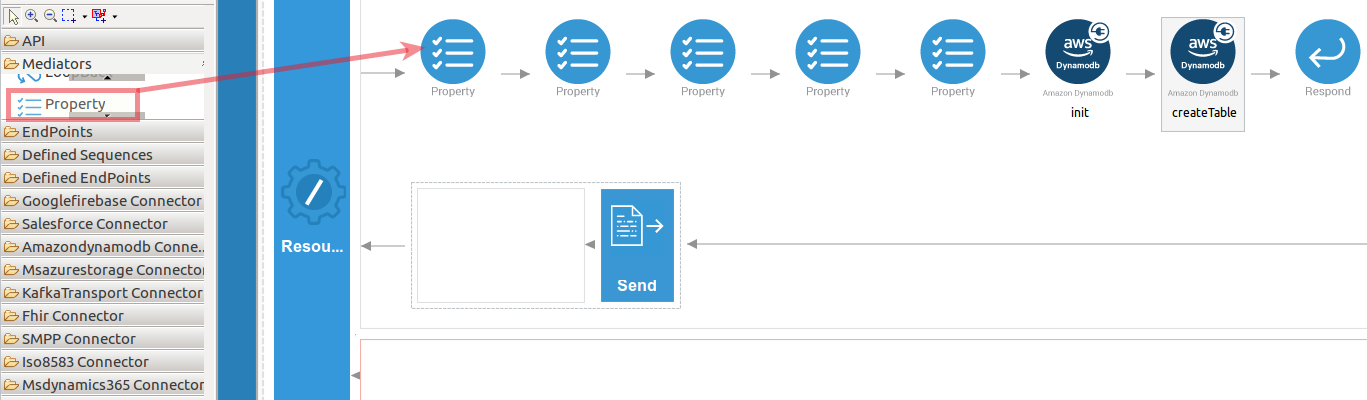 API
Mediators
LoopBack
Property
EndPoints
Defined Sequences
Defined EndPoints
Googlefirebase Connector
Salesforce Connector
Amazondynamodb Conne...
Msazurestorage Connector
KafkaTransport Connector
Fhir Connector
SMPP Connector
Iso8583 Connector
Msdynamics365 Connector
Resou...
Property
Property
Property
Property
Property
aws
Dynamodb
Amazon Dynamodb
init
aws
Dynamodb
Amazon Dynamodb
createTable
Respond
Send